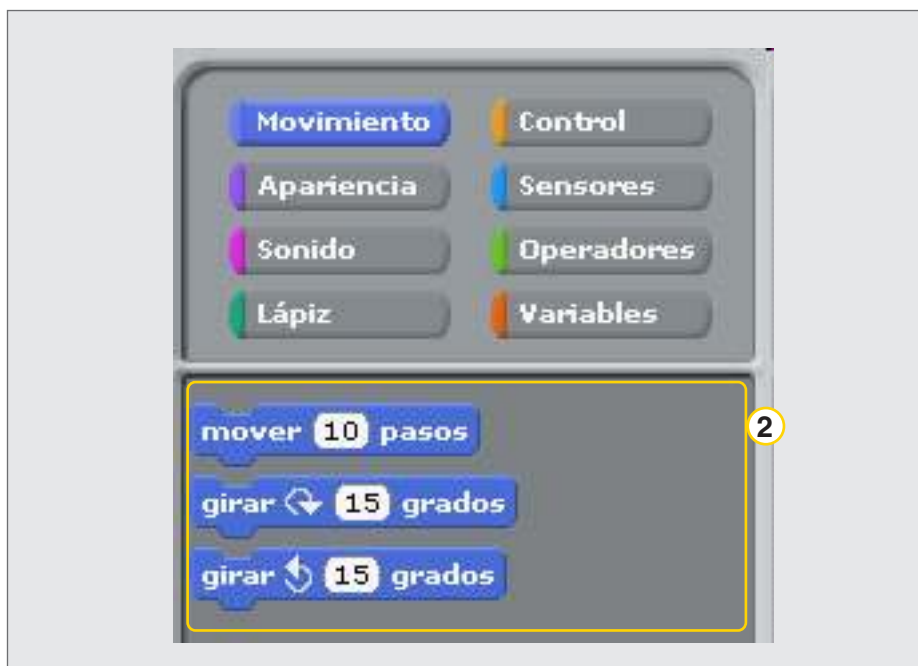 Movimiento Control
Apariencia Sensores
Sonido Operadores
Lápiz Variables
mover 10 pasos
2
girar 15 grados
girar 15 grados